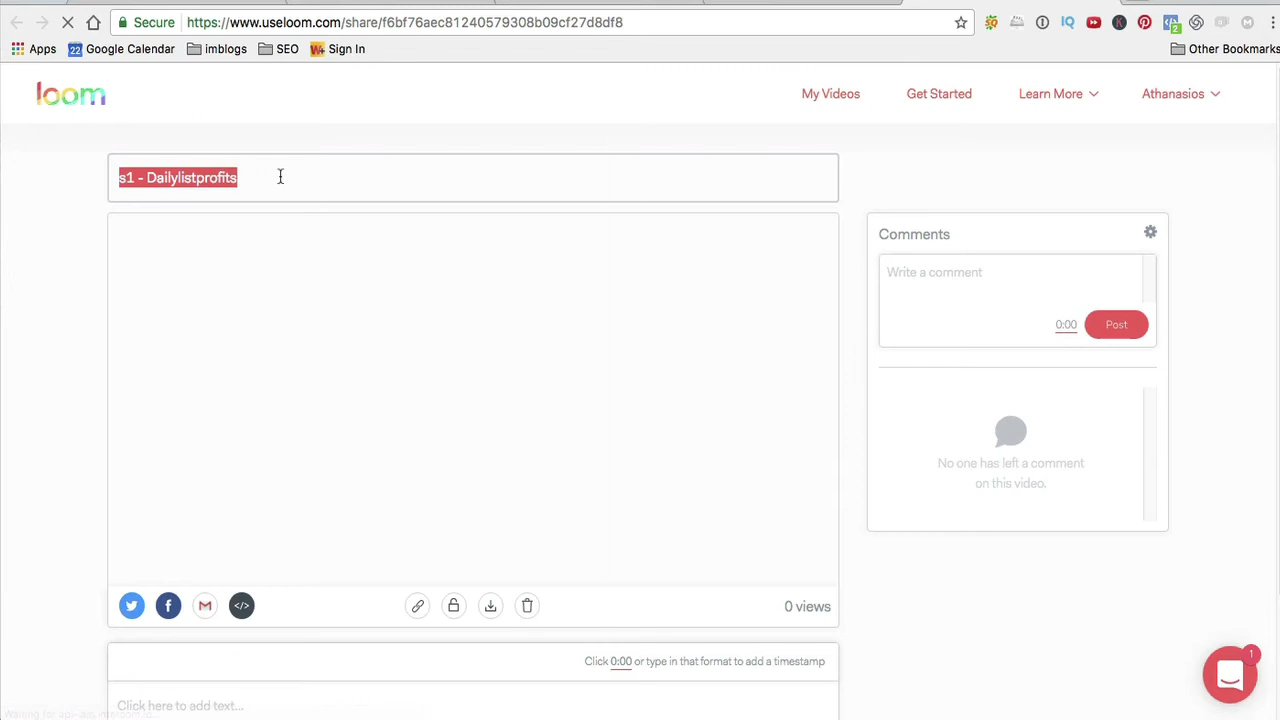 Secure https://www.useloom.com/share/f6bf76aec81240579308b09cf27d8df8
Apps 22 Google Calendar imblogs SEO Sign In Other Bookmarks
loom My Videos Get Started Learn More Athanasios
s1 - Dailylistprofits
Comments
Write a comment
0:00 Post
No one has left a comment
on this video.
</> 0 views
Click 0:00 or type in that format to add a timestamp
Click here to add text...
1